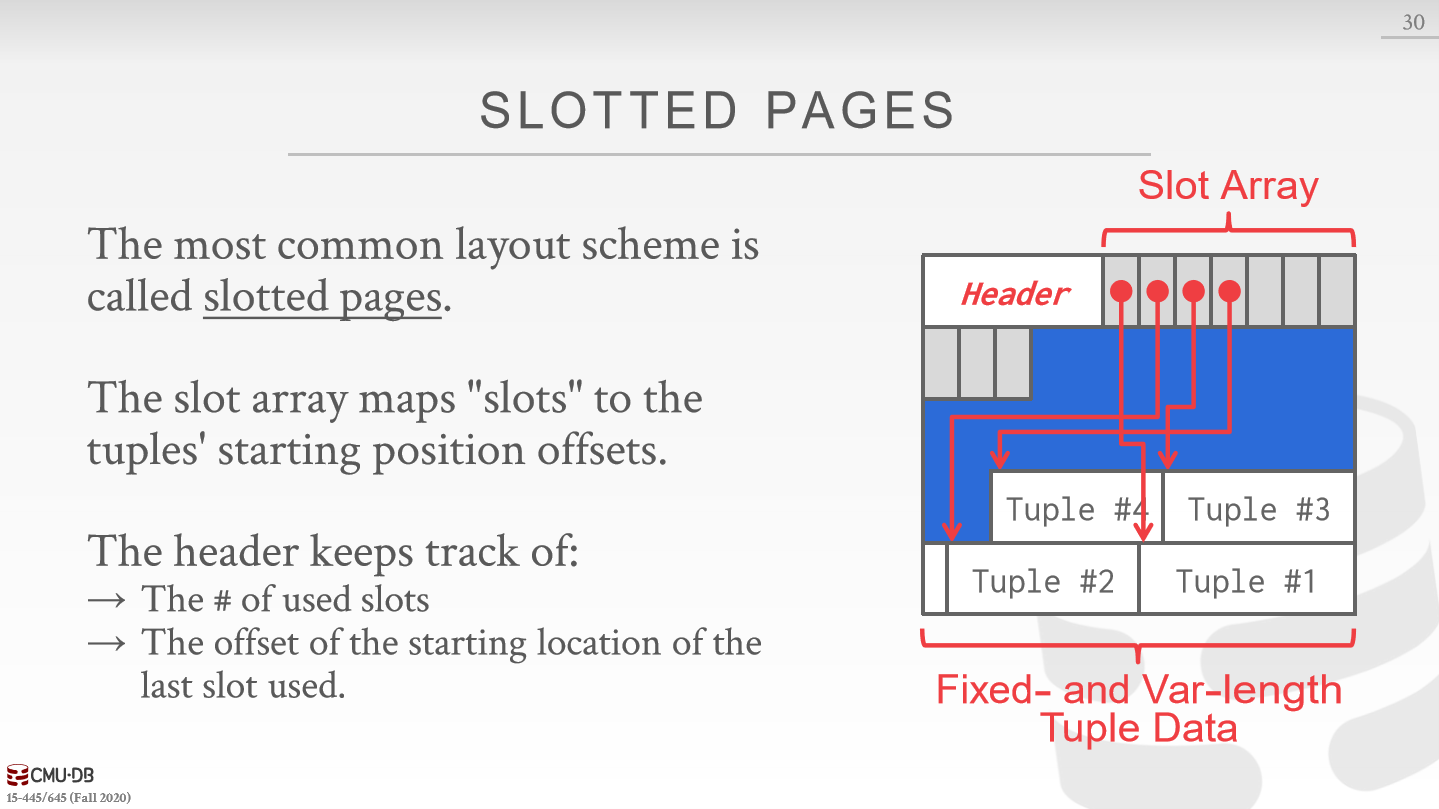 30
SLOTTED PAGES
The most common layout scheme is
called slotted pages.
The slot array maps "slots" to the
tuples' starting position offsets.
The header keeps track of:
→ The # of used slots
→ The offset of the starting location of the
last slot used.
Slot Array
Header
Tuple #4 Tuple #3
Tuple #2 Tuple #1
Fixed- and Var-length
Tuple Data
CMU·DB
15-445/645 (Fall 2020)